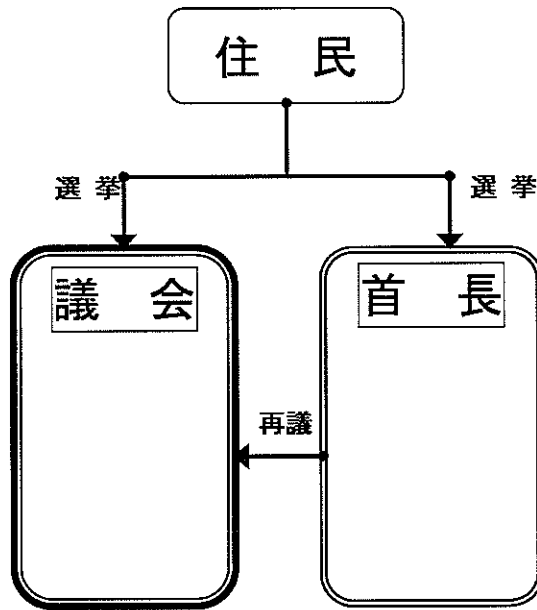 住 民
選 挙
選 挙
議 会
首 長
再議